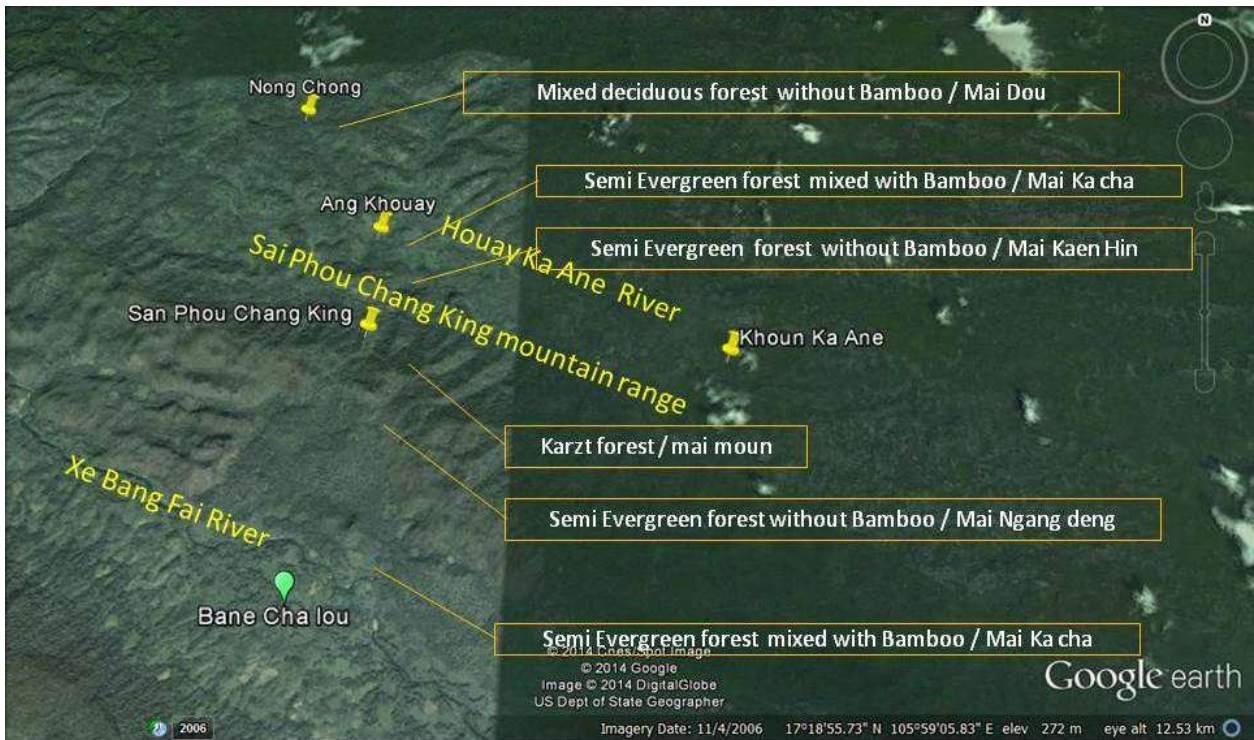 N
Nong Chong
Mixed deciduous forest without Bamboo / Mai Dou
Semi Evergreen forest mixed with Bamboo / Mai Ka cha
Ang Khouay
Houay Ka Ane River
Semi Evergreen forest without Bamboo / Mai Kaen Hin
Sai Phou Chang King mountain range
San Phou Chang King
Khoun Ka Ane
Karzt forest / mai moun
Xe Bang Fai River
Semi Evergreen forest without Bamboo / Mai Ngang deng
Bane Cha lou
Semi Evergreen forest mixed with Bamboo / Mai Ka cha
© 2014 Cnes/Spot Image
© 2014 Google
Image © 2014 DigitalGlobe
US Dept of State Geographer
Google earth
2006
Imagery Date: 11/4/2006 17°18'55.73" N 105°59'05.83" E elev 272 m eye alt 12.53 km